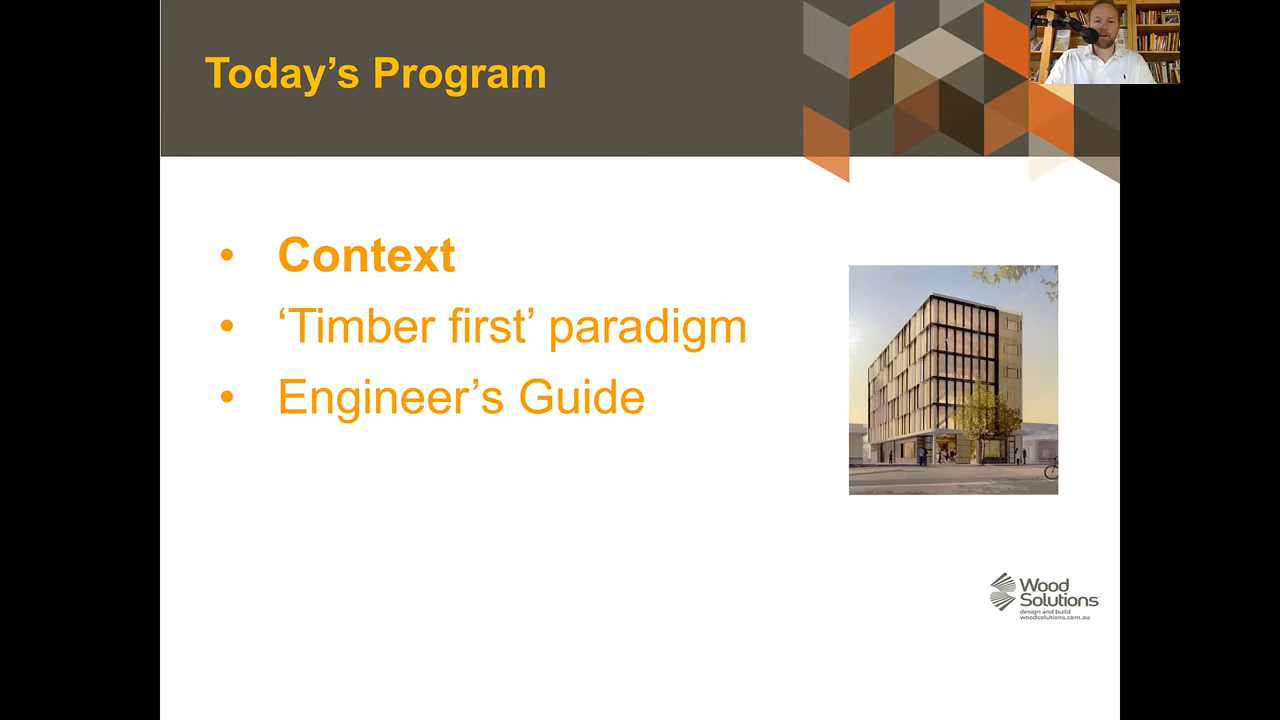 Today’s Program
• Context
• ‘Timber first’ paradigm
• Engineer’s Guide
Wood
Solutions
design and build
woodsolutions.com.au